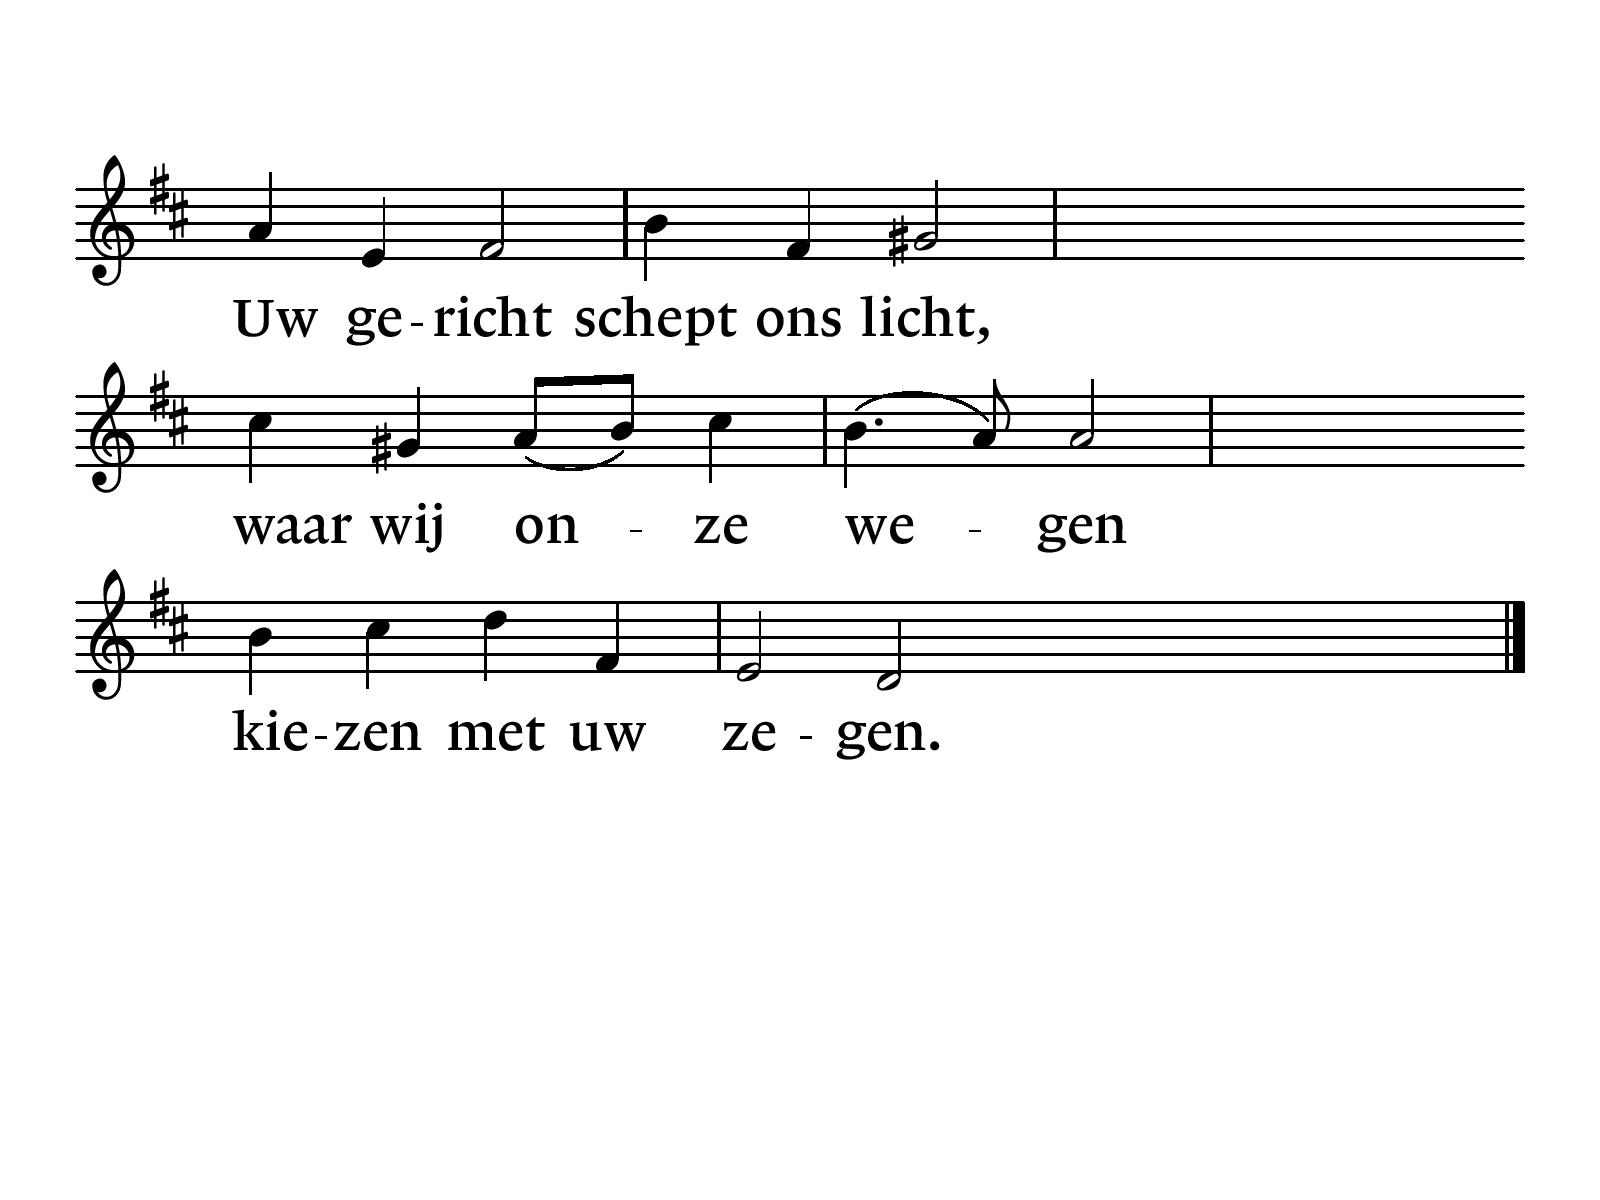 Uw ge-richt schept ons licht,
waar wij on - ze we - gen
kie-zen met uw ze - gen.